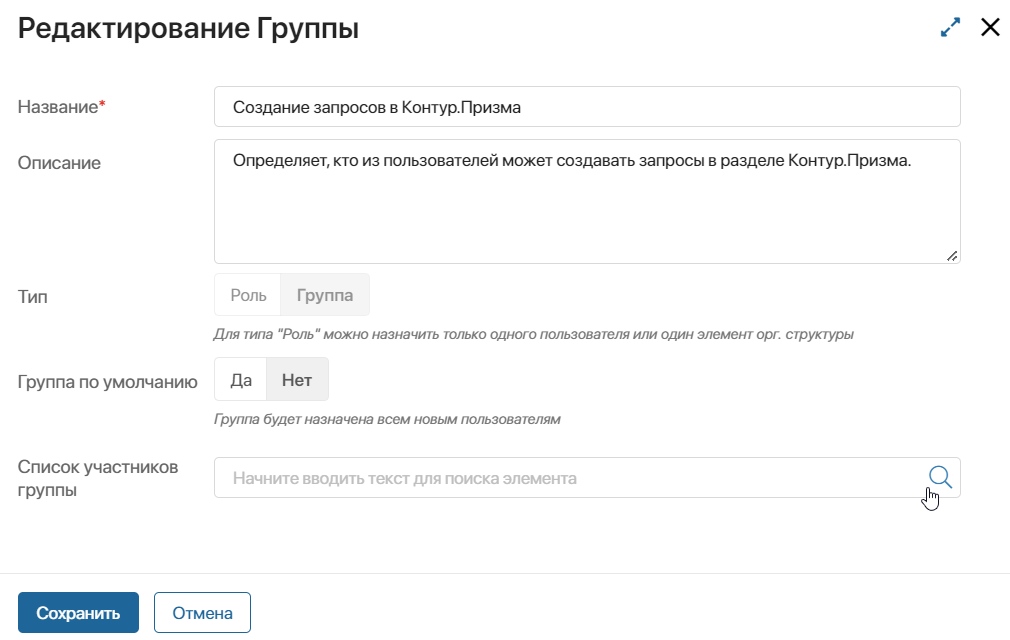 Редактирование Группы
Название*
Создание запросов в Контур.Призма
Описание
Определяет, кто из пользователей может создавать запросы в разделе Контур.Призма.
Тип
Роль Группа
Для типа "Роль" можно назначить только одного пользователя или один элемент орг. структуры
Группа по умолчанию
Да Нет
Группа будет назначена всем новым пользователям
Список участников
группы
Начните вводить текст для поиска элемента
Сохранить Отмена